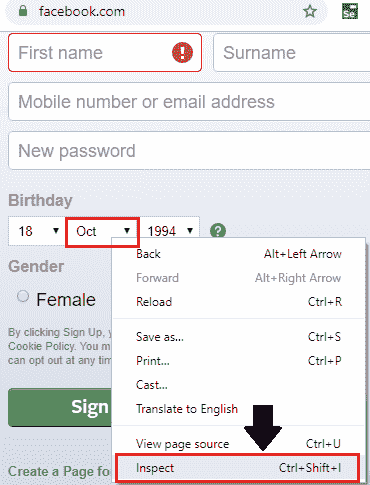 facebook.com
Se
First name
Surname
Mobile number or email address
New password
Birthday
18 Oct 1994 ?
Gender
Female
By clicking Sign Up, y
Cookie Policy. You m
can opt out at any tim
Sign
Create a Page fo
Back Alt+Left Arrow
Forward Alt+Right Arrow
Reload Ctrl+R
Save as... Ctrl+S
Print... Ctrl+P
Cast...
Translate to English
View page source Ctrl+U
Inspect Ctrl+Shift+I